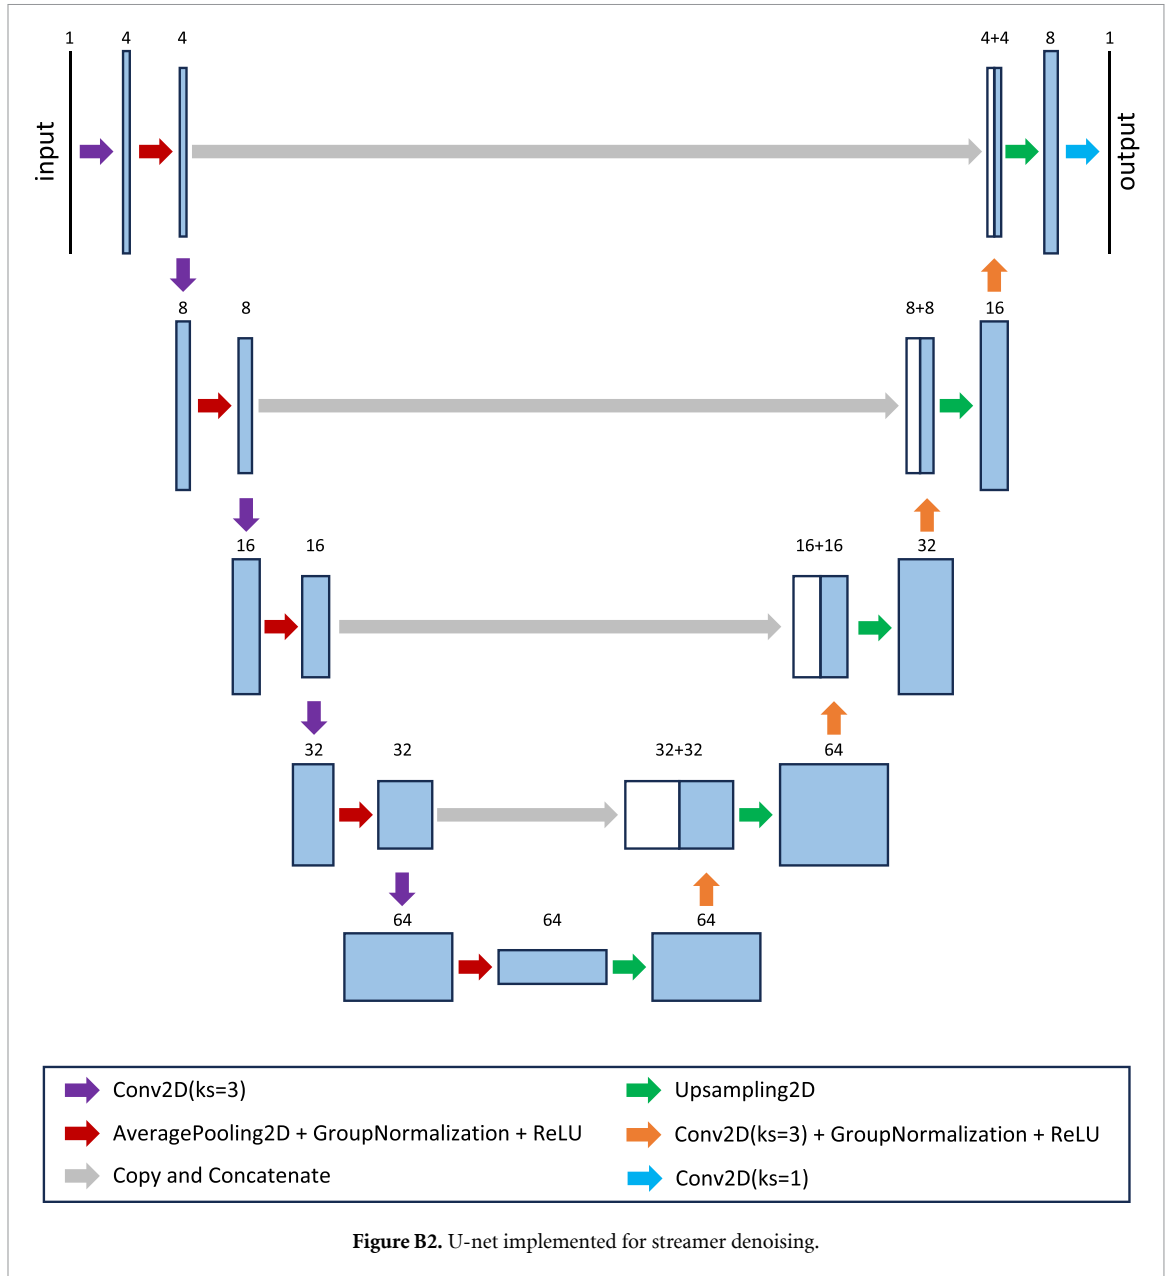 1 4 4 4+4 8 1
input
output
8 8 8+8 16
16 16 16+16 32
32 32 32+32 64
64 64 64
Conv2D(ks=3)
Upsampling2D
AveragePooling2D + GroupNormalization + ReLU
Conv2D(ks=3) + GroupNormalization + ReLU
Copy and Concatenate
Conv2D(ks=1)
Figure B2. U-net implemented for streamer denoising.